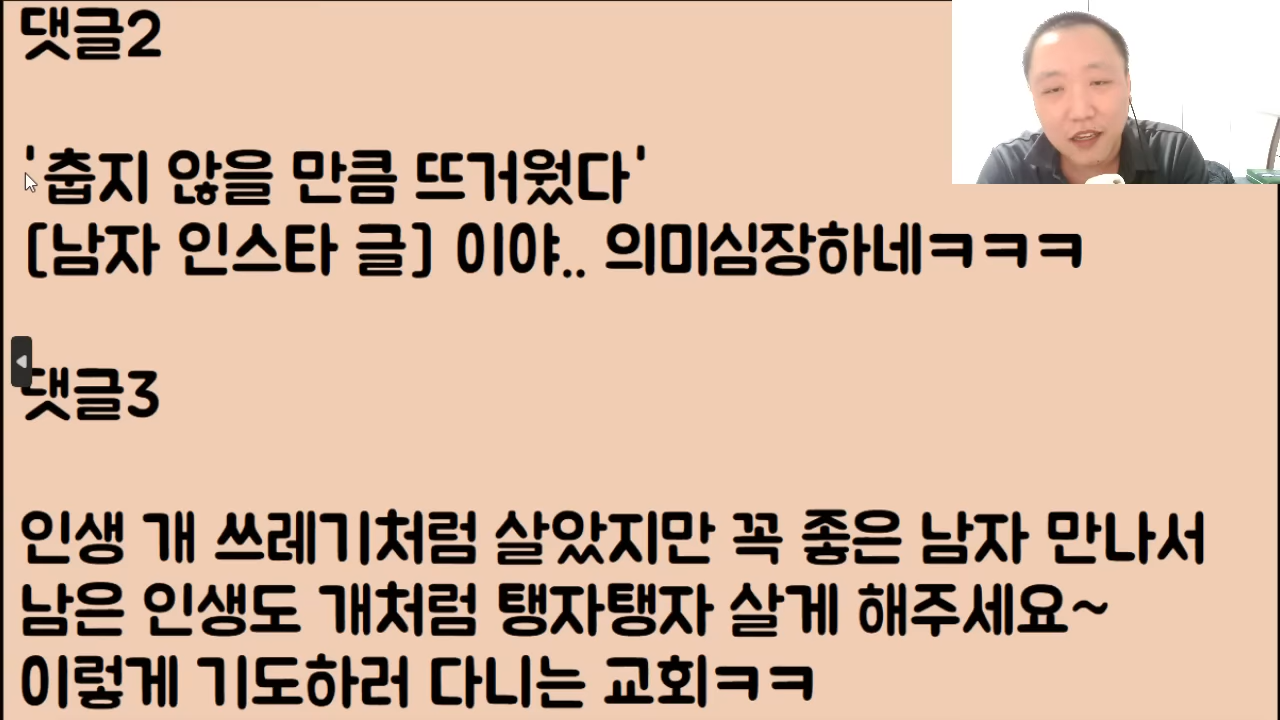 댓글2
'춥지 않을 만큼 뜨거웠다'
[남자 인스타 글] 이야.. 의미심장하네ㅋㅋㅋ
댓글3
인생 개 쓰레기처럼 살았지만 꼭 좋은 남자 만나서
남은 인생도 개처럼 탱자탱자 살게 해주세요~
이렇게 기도하러 다니는 교회ㅋㅋ